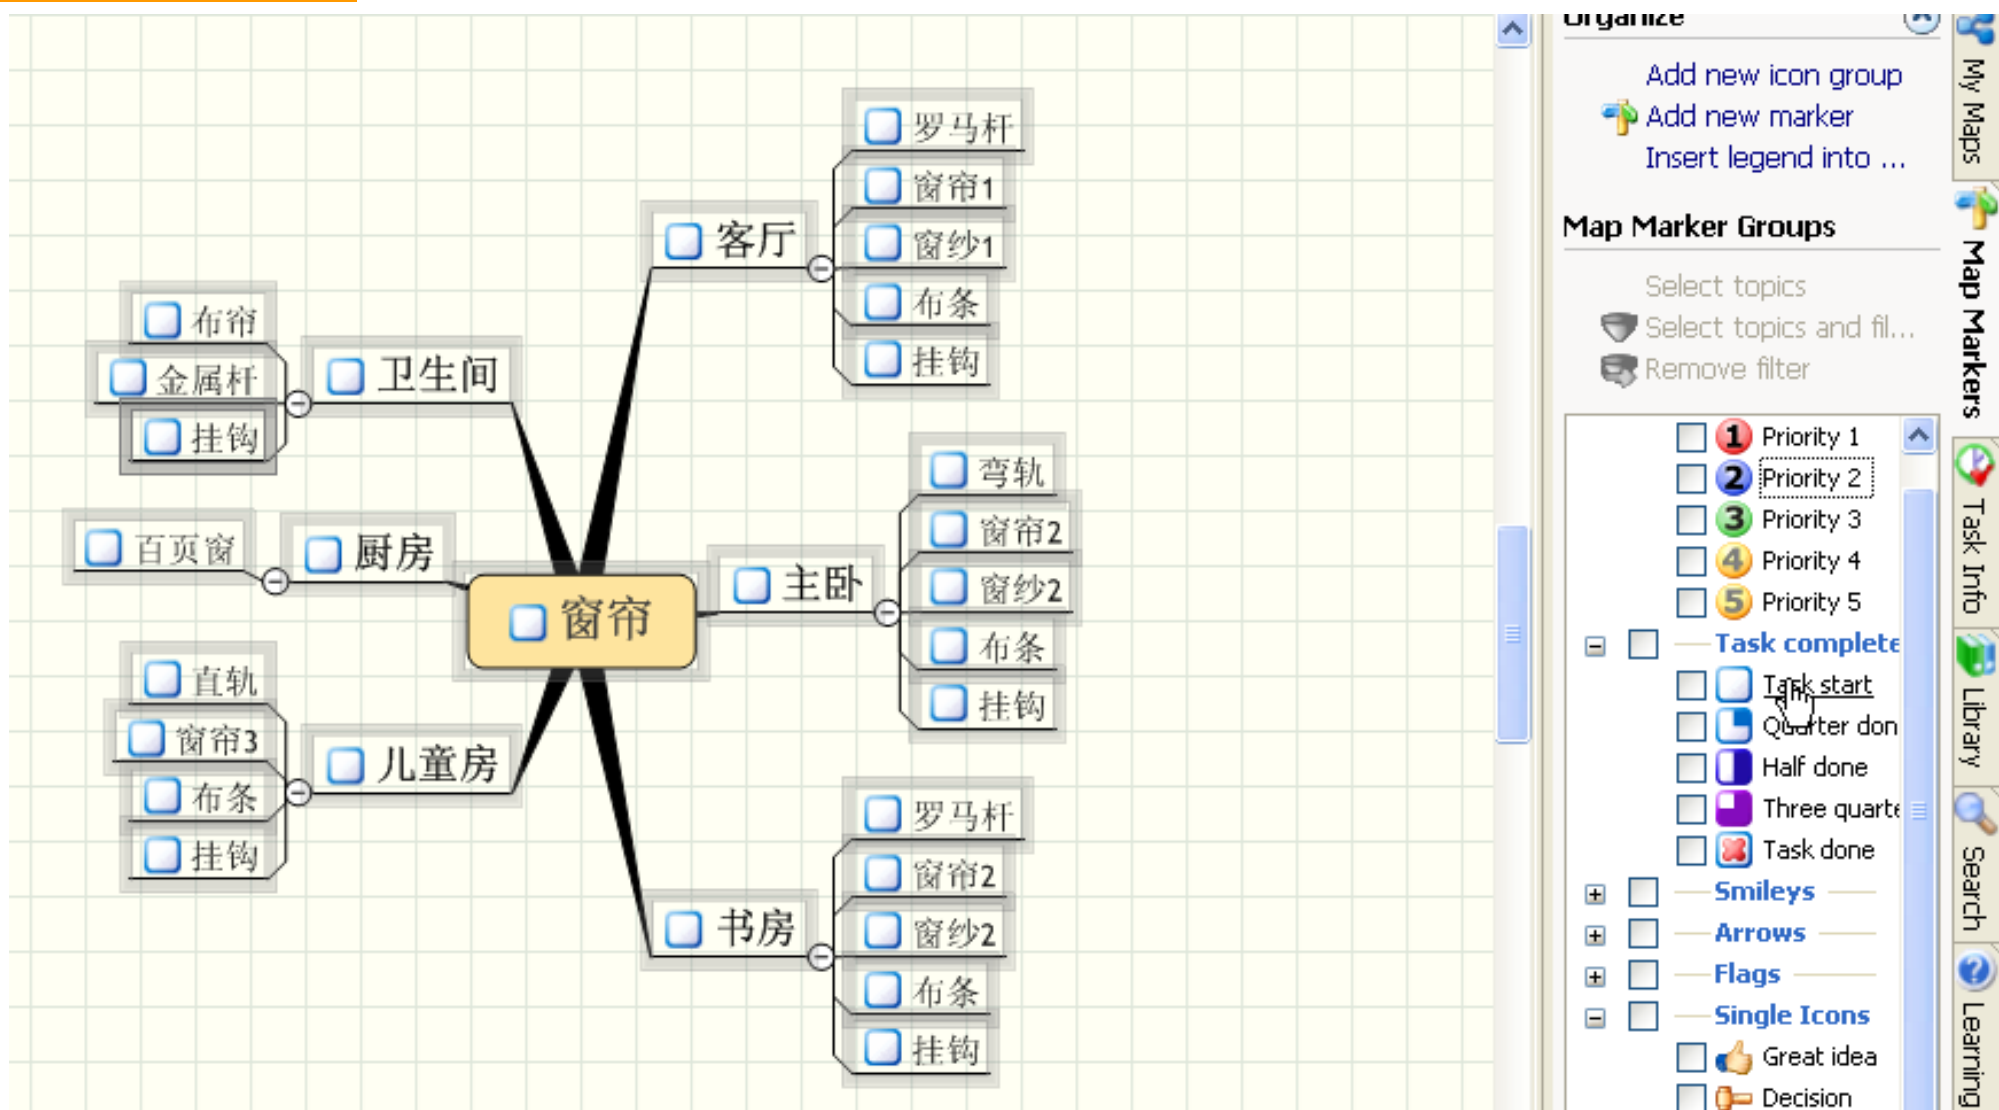 罗马杆
窗帘1
窗纱1
布条
挂钩
客厅
布帘
金属杆
挂钩
卫生间
弯轨
窗帘2
窗纱2
布条
挂钩
主卧
百页窗
厨房
窗帘
直轨
窗帘3
布条
挂钩
儿童房
罗马杆
窗帘2
窗纱2
布条
挂钩
书房
Organize
Add new icon group
Add new marker
Insert legend into ...
Map Marker Groups
Select topics
Select topics and fil...
Remove filter
1 Priority 1
2 Priority 2
3 Priority 3
4 Priority 4
5 Priority 5
Task complete
Task start
Quarter don
Half done
Three quarte
Task done
Smileys
Arrows
Flags
Single Icons
Great idea
Decision
My Maps
Map Markers
Task Info
Library
Search
Learning